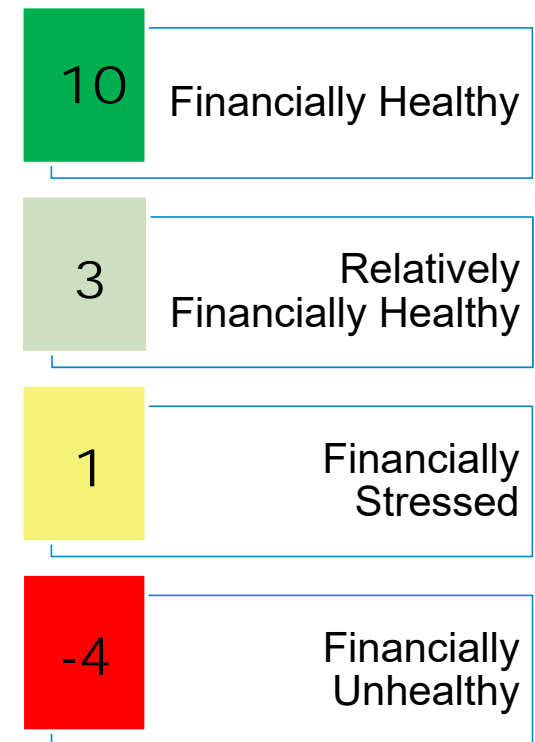 10
Financially Healthy
3
Relatively
Financially Healthy
1
Financially
Stressed
-4
Financially
Unhealthy